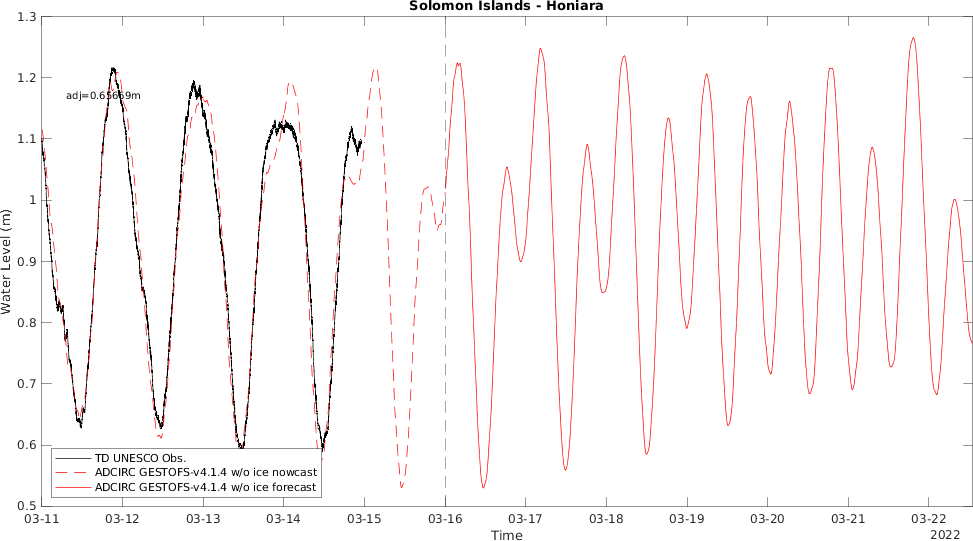 Solomon Islands - Honiara
Water Level (m)
1.3
1.2
1.1
1
0.9
0.8
0.7
0.6
0.5
adj=0.65669m
TD UNESCO Obs.
ADCIRC GESTOFS-v4.1.4 w/o ice nowcast
ADCIRC GESTOFS-v4.1.4 w/o ice forecast
03-11 03-12 03-13 03-14 03-15 03-16 03-17 03-18 03-19 03-20 03-21 03-22
Time
2022